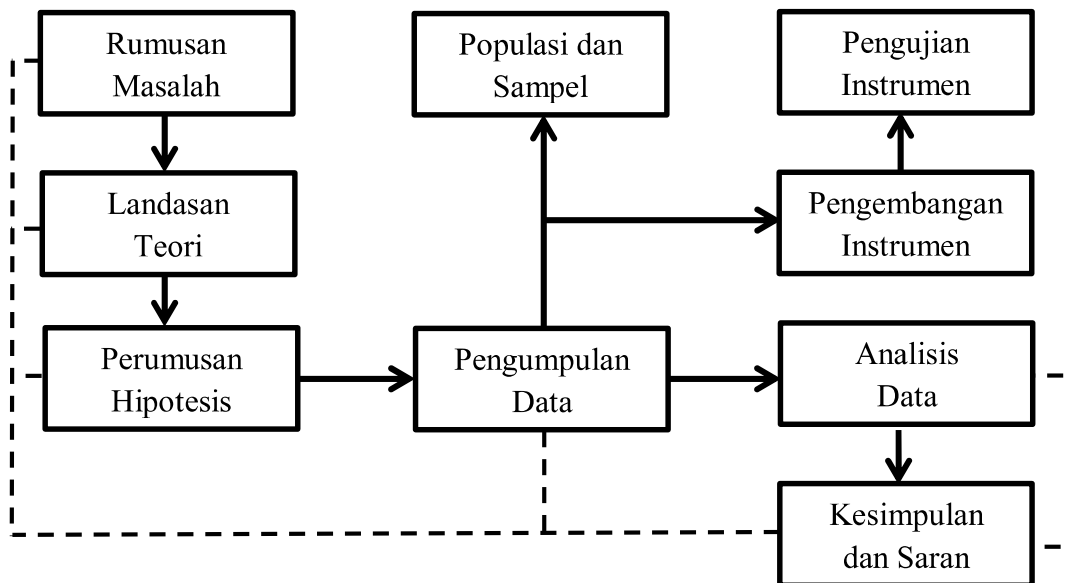 Rumusan
Masalah
Populasi dan
Sampel
Pengujian
Instrumen
Landasan
Teori
Pengembangan
Instrumen
Perumusan
Hipotesis
Pengumpulan
Data
Analisis
Data
Kesimpulan
dan Saran